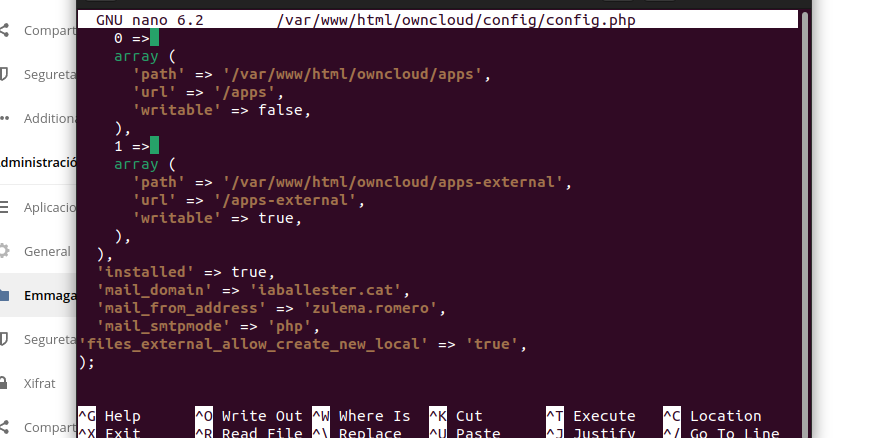 GNU nano 6.2 /var/www/html/owncloud/config/config.php
Compart
Segureta
Additiona
dministració
Aplicacio
General
Emmaga
Segureta
Xifrat
Compart
0 =>
array (
'path' => '/var/www/html/owncloud/apps',
'url' => '/apps',
'writable' => false,
),
1 =>
array (
'path' => '/var/www/html/owncloud/apps-external',
'url' => '/apps-external',
'writable' => true,
),
),
'installed' => true,
'mail_domain' => 'iaballester.cat',
'mail_from_address' => 'zulema.romero',
'mail_smtpmode' => 'php',
'files_external_allow_create_new_local' => 'true',
);
^G Help ^O Write Out ^W Where Is ^K Cut ^T Execute ^C Location
^X Exit ^R Read File ^\ Replace ^U Paste ^J Justify ^/ Go To Line